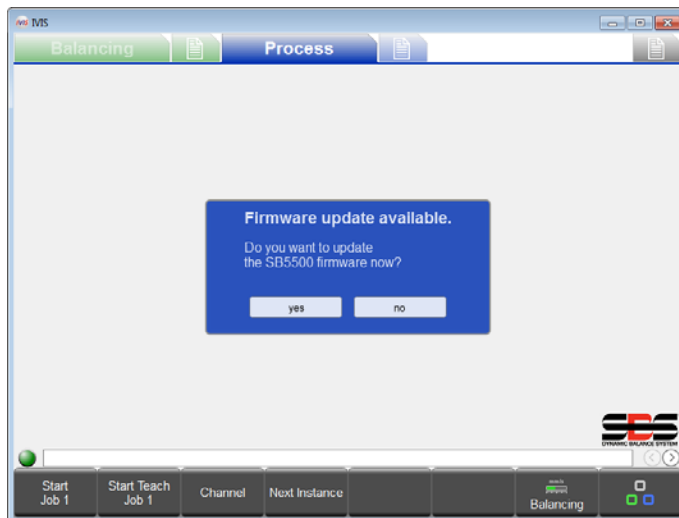 IVIS
Balancing
Process
Firmware update available.
Do you want to update
the SB5500 firmware now?
yes
no
SBS
DYNAMIC BALANCE SYSTEM
Start
Job 1
Start Teach
Job 1
Channel
Next Instance
Balancing